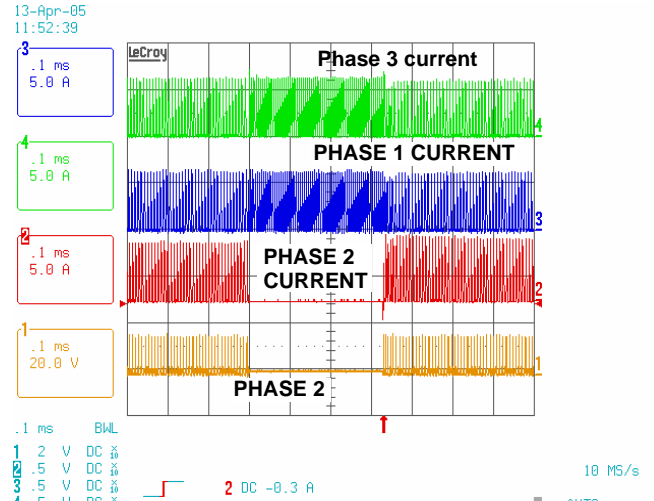 13-Apr-05
11:52:39
3
.1 ms
5.0 A
4
.1 ms
5.0 A
2
.1 ms
5.0 A
1
.1 ms
20.0 V
LeCroy
Phase 3 current
4
PHASE 1 CURRENT
3
PHASE 2
CURRENT
2
1
PHASE 2
.1 ms BWL
1 2 V DC X10
2 .5 V DC X10
3 .5 V DC X10
2 DC -0.3 A
10 MS/s